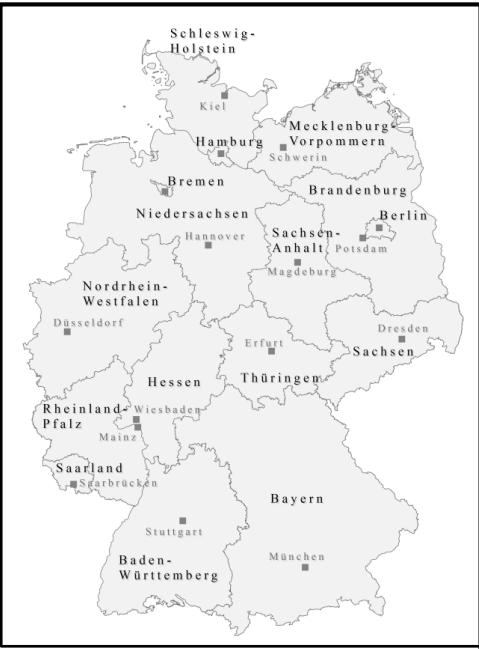 Schleswig-
Holstein
Kiel
Mecklenburg-
Vorpommern
Hamburg
Schwerin
Bremen
Brandenburg
Niedersachsen
Berlin
Sachsen-
Anhalt
Hannover
Potsdam
Magdeburg
Nordrhein-
Westfalen
Düsseldorf
Dresden
Erfurt
Sachsen
Hessen
Thüringen
Rheinland-
Pfalz
Wiesbaden
Mainz
Saarland
Saarbrücken
Bayern
Stuttgart
Baden-
Württemberg
München